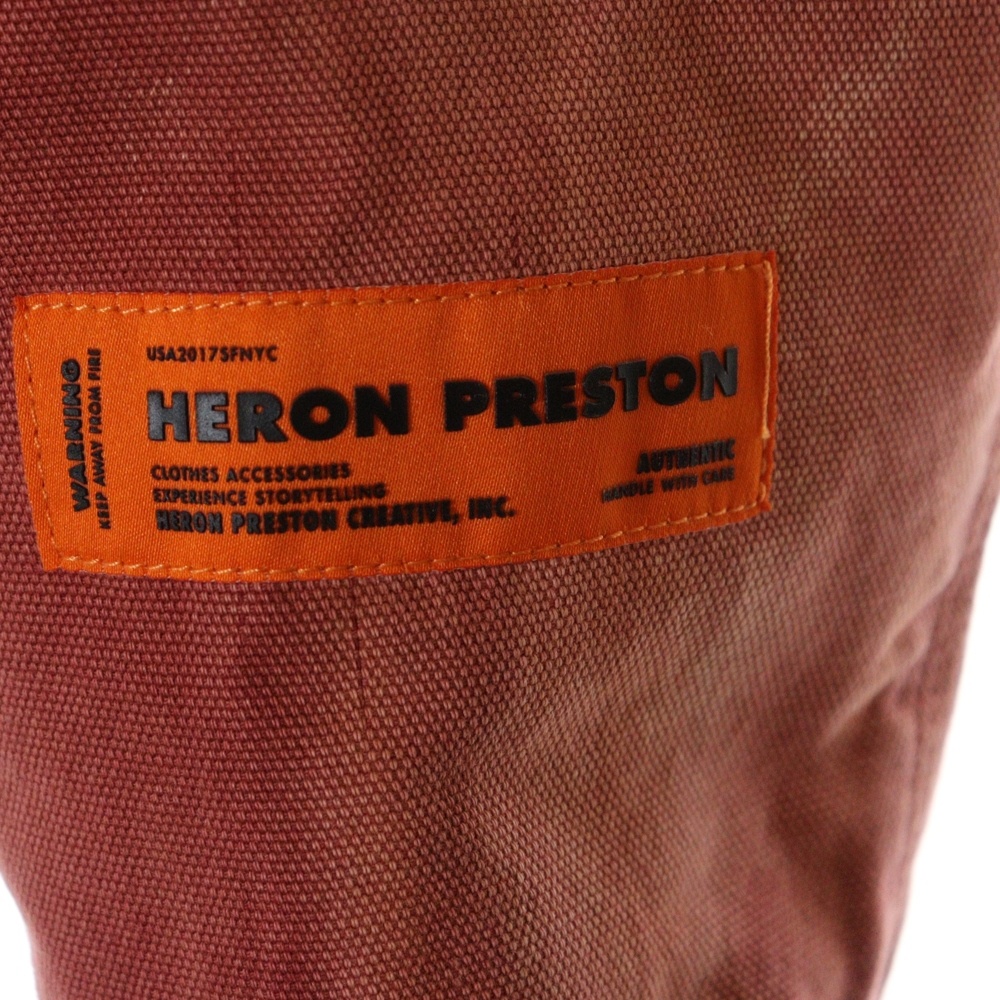 WARNING
KEEP AWAY FROM FIRE
USA2017SFNYC
HERON PRESTON
CLOTHES ACCESSORIES
EXPERIENCE STORYTELLING
HERON PRESTON CREATIVE, INC.
AUTHENTIC
HANDLE WITH CARE